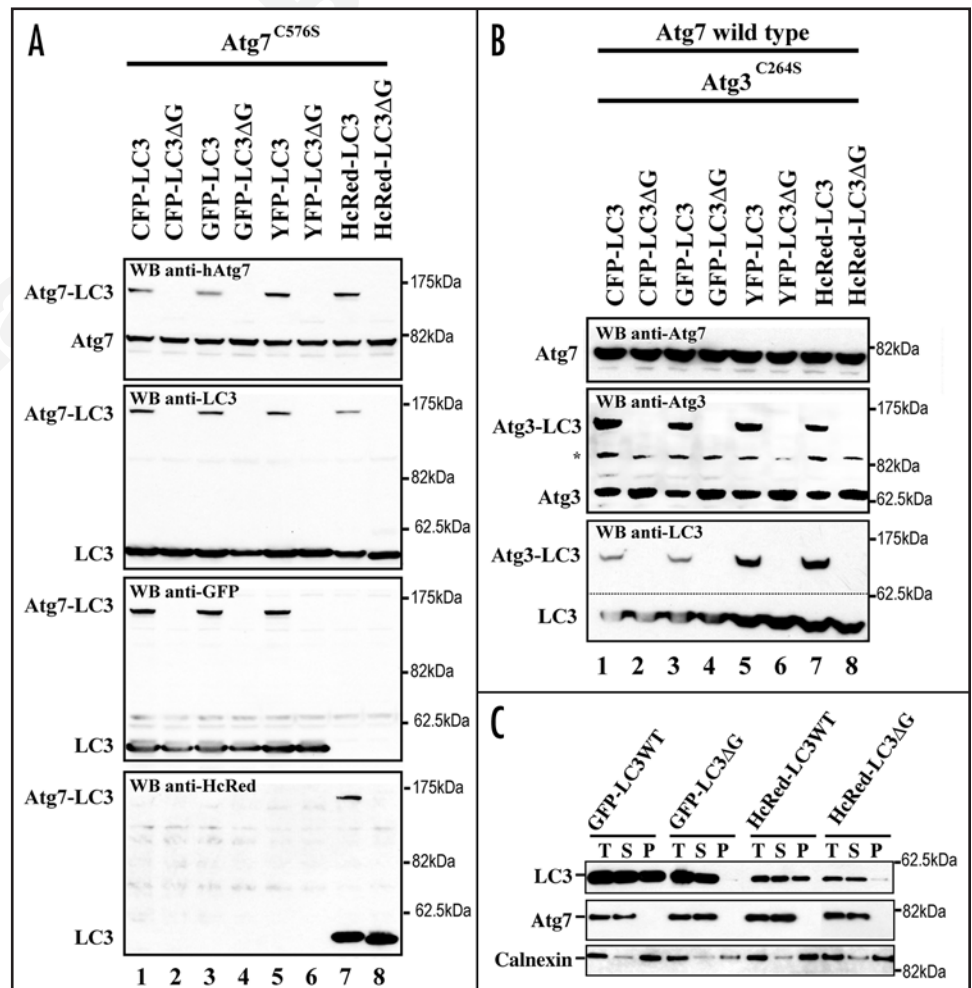 A
Atg7 C576S
CFP-LC3
CFP-LC3ΔG
GFP-LC3
GFP-LC3ΔG
YFP-LC3
YFP-LC3ΔG
HcRed-LC3
HcRed-LC3ΔG
WB anti-hAtg7
Atg7-LC3
175kDa
Atg7
82kDa
WB anti-LC3
Atg7-LC3
175kDa
82kDa
62.5kDa
LC3
WB anti-GFP
Atg7-LC3
175kDa
82kDa
62.5kDa
LC3
WB anti-HcRed
Atg7-LC3
175kDa
82kDa
62.5kDa
LC3
1 2 3 4 5 6 7 8
B
Atg7 wild type
Atg3 C264S
CFP-LC3
CFP-LC3ΔG
GFP-LC3
GFP-LC3ΔG
YFP-LC3
YFP-LC3ΔG
HcRed-LC3
HcRed-LC3ΔG
WB anti-Atg7
Atg7
82kDa
WB anti-Atg3
175kDa
Atg3-LC3
*
82kDa
Atg3
62.5kDa
WB anti-LC3
175kDa
Atg3-LC3
62.5kDa
LC3
1 2 3 4 5 6 7 8
C
GFP-LC3WT
GFP-LC3ΔG
HcRed-LC3WT
HcRed-LC3ΔG
T S P T S P T S P T S P
62.5kDa
LC3
Atg7
82kDa
Calnexin
82kDa